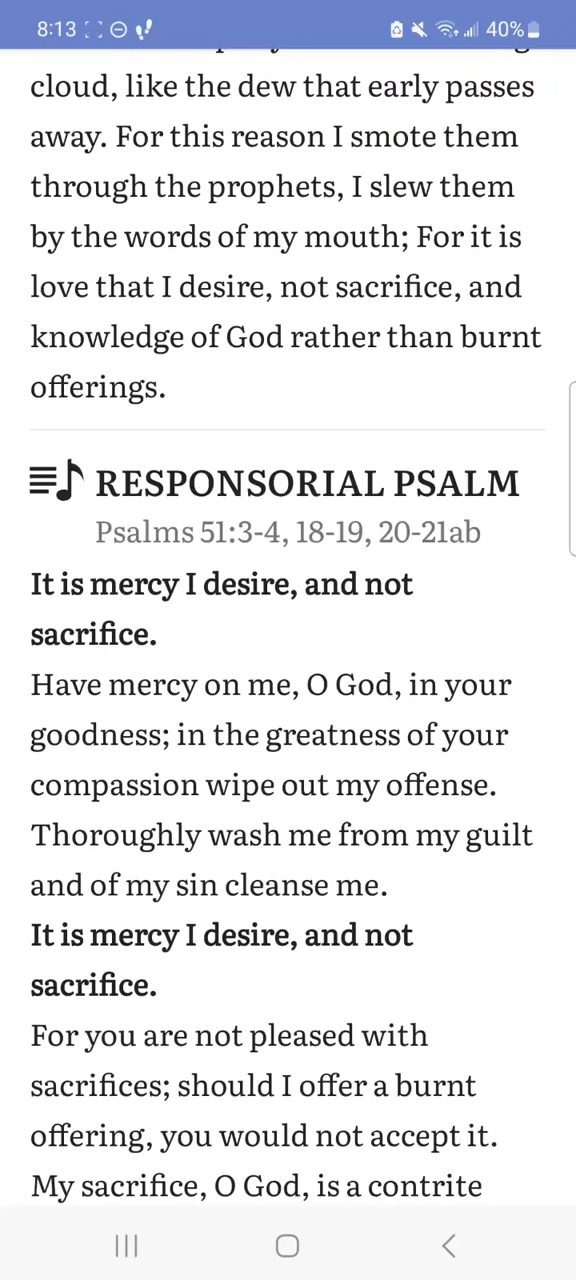 8:13
40%
cloud, like the dew that early passes
away. For this reason I smote them
through the prophets, I slew them
by the words of my mouth; For it is
love that I desire, not sacrifice, and
knowledge of God rather than burnt
offerings.
RESPONSORIAL PSALM
Psalms 51:3-4, 18-19, 20-21ab
It is mercy I desire, and not
sacrifice.
Have mercy on me, O God, in your
goodness; in the greatness of your
compassion wipe out my offense.
Thoroughly wash me from my guilt
and of my sin cleanse me.
It is mercy I desire, and not
sacrifice.
For you are not pleased with
sacrifices; should I offer a burnt
offering, you would not accept it.
My sacrifice, O God, is a contrite